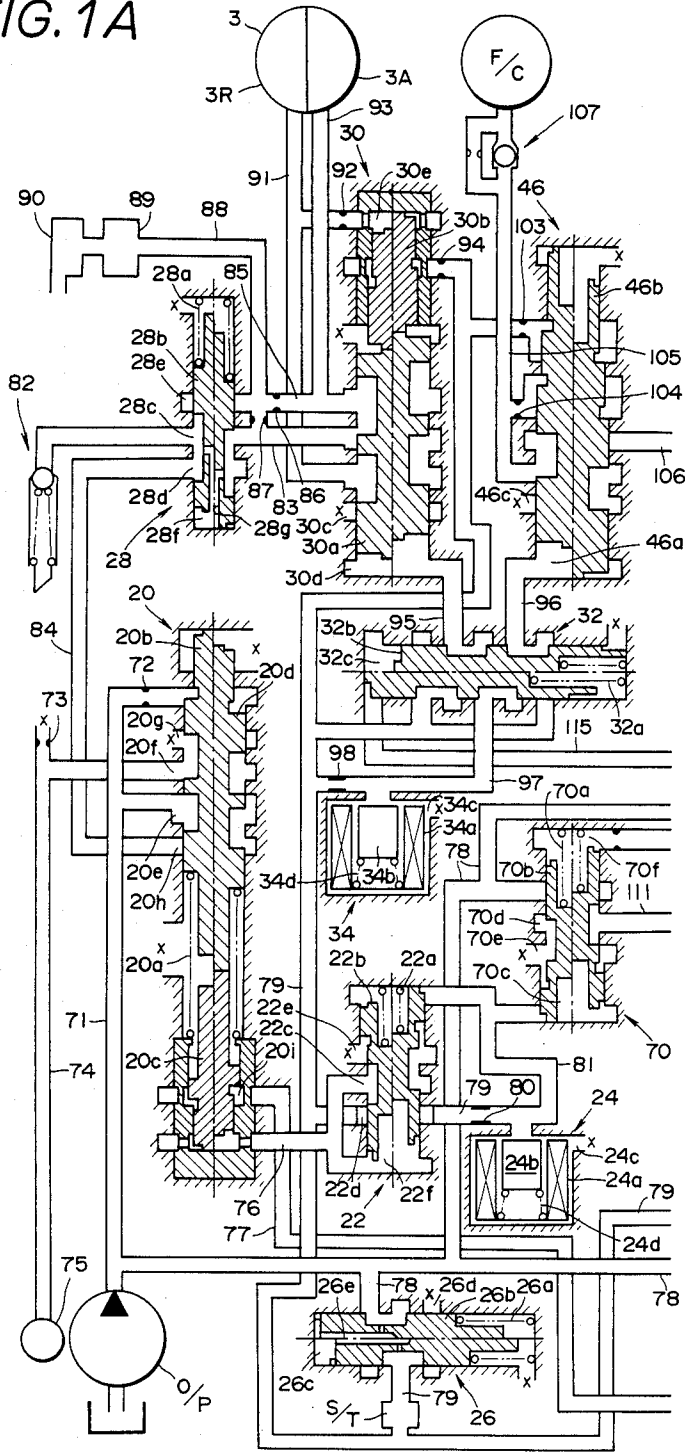 FIG. 1A
3
3R
3A
F/C
93
107
30
91
92
30e
46
90
89
88
30b
103
94
28a
85
x
46b
x
28b
x
28e
105
82
28c
104
106
28d
87
83
86
46c
x
28f
28g
30c
x
28
30a
46a
30d
20
95
96
32
84
20b
x
32b
x
72
20d
32c
x
73
20g
x
32a
20f
115
98
97
34c
x
70a
34a
78
70b
70f
20e
34d
34b
111
20h
70d
34
70e
x
x
20a
79
22b
22a
70c
71
22e
x
22c
70
20c
20i
81
74
79
80
24
x
24b
24c
76
22d
24a
22f
22
79
77
24d
75
78
26d
26b
26a
78
26e
x
26c
x
O/P
79
S/T
26